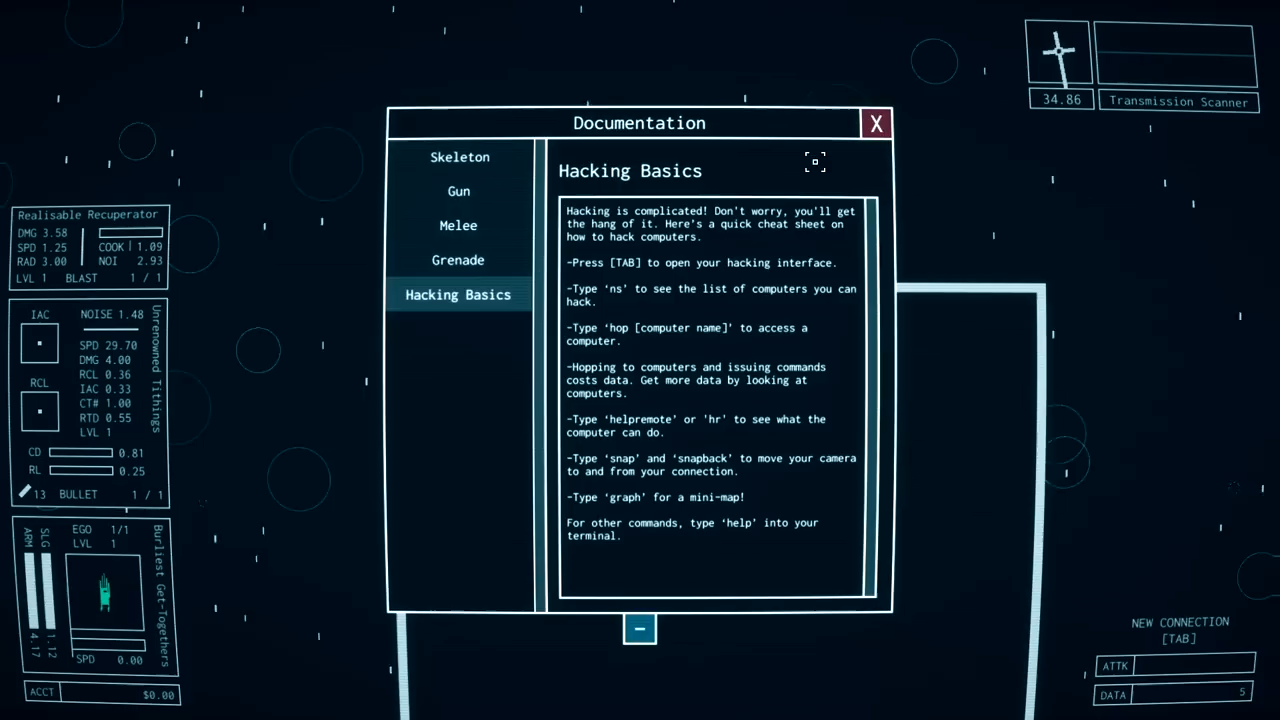 Documentation
X
Skeleton
Gun
Melee
Grenade
Hacking Basics
Hacking Basics
Hacking is complicated! Don't worry, you'll get
the hang of it. Here's a quick cheat sheet on
how to hack computers.
-Press [TAB] to open your hacking interface.
-Type ‘ns’ to see the list of computers you can
hack.
-Type ‘hop [computer name]’ to access a
computer.
-Hopping to computers and issuing commands
costs data. Get more data by looking at
computers.
-Type ‘helpremote’ or 'hr’ to see what the
computer can do.
-Type ‘snap’ and ‘snapback’ to move your camera
to and from your connection.
-Type ‘graph’ for a mini-map!
For other commands, type ‘help’ into your
terminal.
34.86
Transmission Scanner
Realisable Recuperator
DMG 3.58
SPD 1.25
RAD 3.00
COOK 1.09
NOI 2.93
LVL 1 BLAST 1 / 1
IAC
RCL
NOISE 1.48
SPD 29.70
DMG 4.00
RCL 0.36
IAC 0.33
CT# 1.00
RTD 0.55
LVL 1
Unrenowned Tithings
CD 0.81
RL 0.25
13 BULLET 1 / 1
ARM
SLG
EGO 1/1
LVL 1
Burliest Get-Togethers
4.17
1.12
SPD 0.00
ACCT $0.00
NEW CONNECTION
[TAB]
ATTK
DATA 5